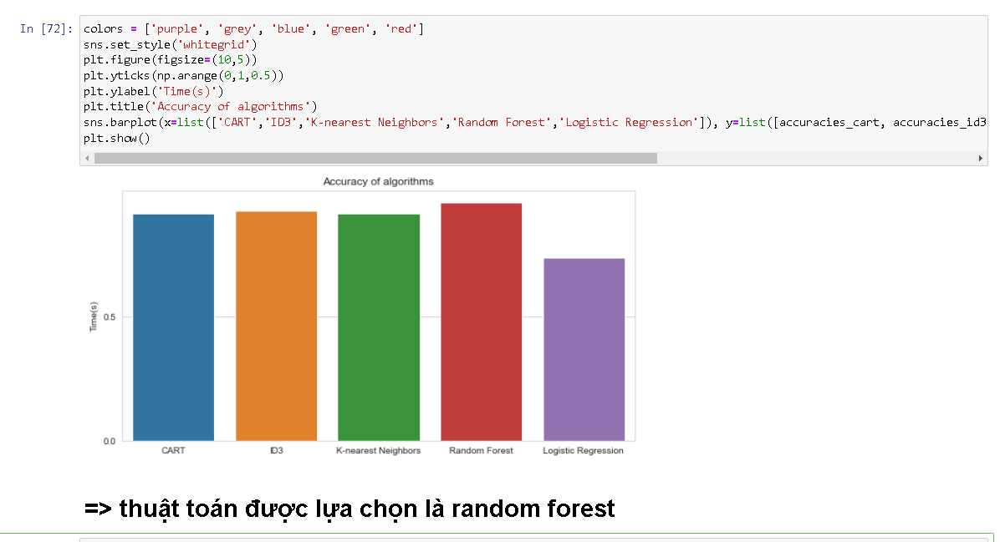 In [72]:
colors = ['purple', 'grey', 'blue', 'green', 'red']
sns.set_style('whitegrid')
plt.figure(figsize=(10,5))
plt.yticks(np.arange(0,1,0.5))
plt.ylabel('Time(s)')
plt.title('Accuracy of algorithms')
sns.barplot(x=list(['CART','ID3','K-nearest Neighbors','Random Forest','Logistic Regression']), y=list([accuracies_cart, accuracies_id3
plt.show()
Accuracy of algorithms
Time(s)
0.5
0.0
CART ID3 K-nearest Neighbors Random Forest Logistic Regression
=> thuật toán được lựa chọn là random forest